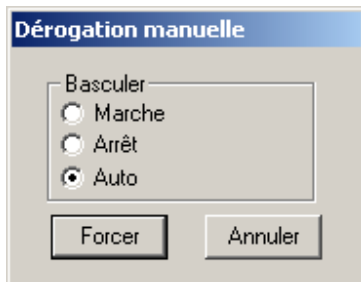 Dérogation manuelle
Basculer
Marche
Arrêt
Auto
Forcer Annuler